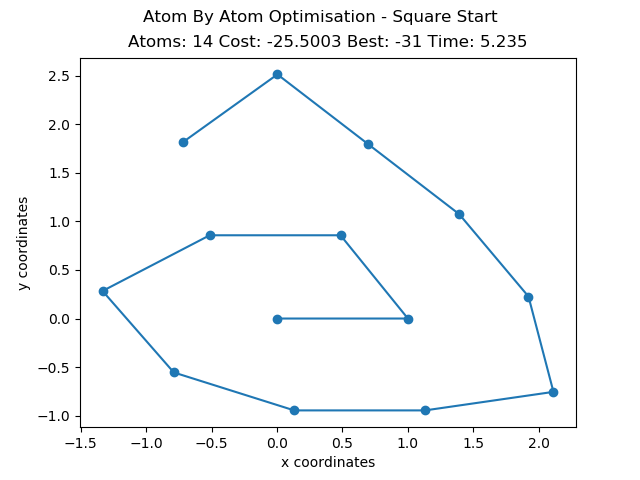 Atom By Atom Optimisation - Square Start
Atoms: 14 Cost: -25.5003 Best: -31 Time: 5.235
y coordinates
2.5
2.0
1.5
1.0
0.5
0.0
−0.5
−1.0
−1.5 −1.0 −0.5 0.0 0.5 1.0 1.5 2.0
x coordinates